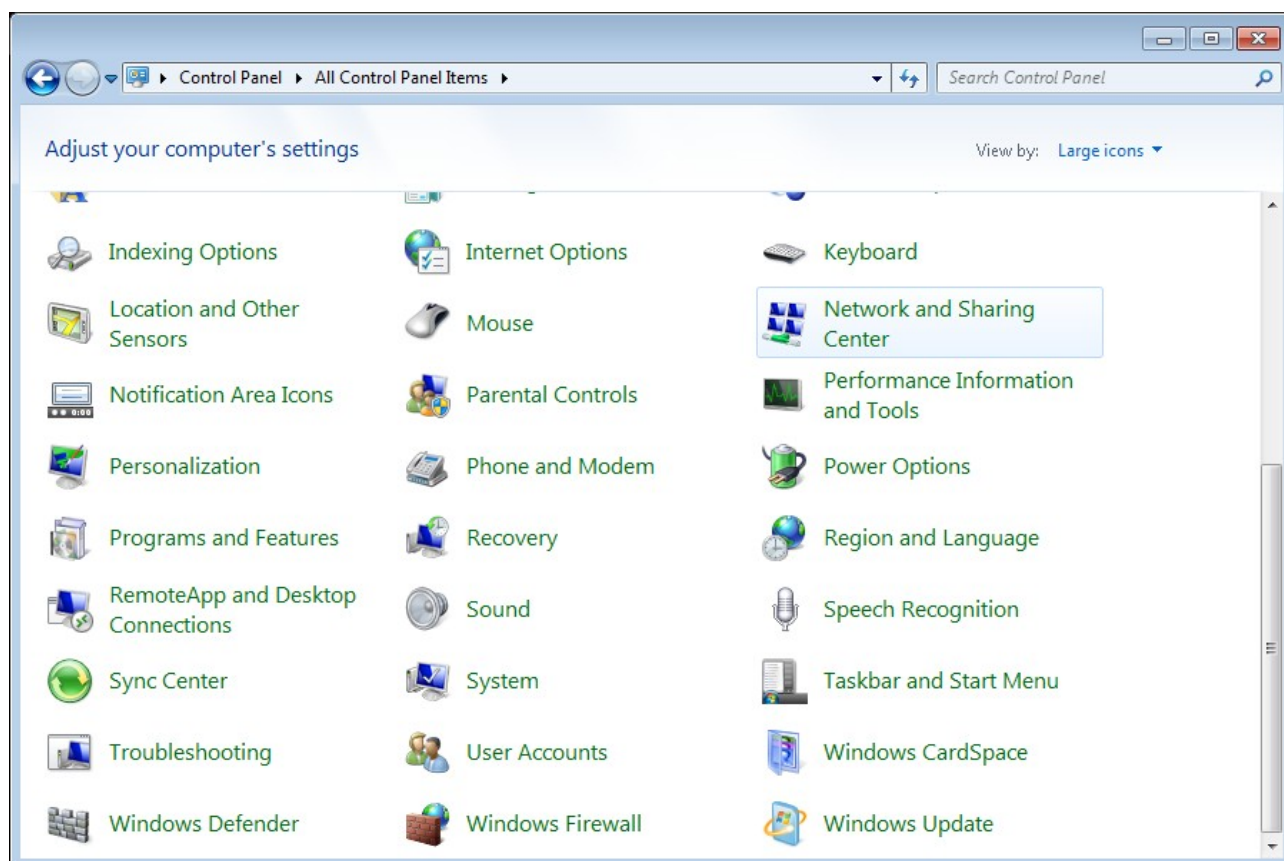 Control Panel All Control Panel Items Search Control Panel
Adjust your computer's settings View by: Large icons
Indexing Options Internet Options Keyboard
Location and Other
Sensors
Mouse
Network and Sharing
Center
Notification Area Icons Parental Controls
Performance Information
and Tools
Personalization Phone and Modem Power Options
Programs and Features Recovery Region and Language
RemoteApp and Desktop
Connections
Sound Speech Recognition
Sync Center System Taskbar and Start Menu
Troubleshooting User Accounts Windows CardSpace
Windows Defender Windows Firewall Windows Update